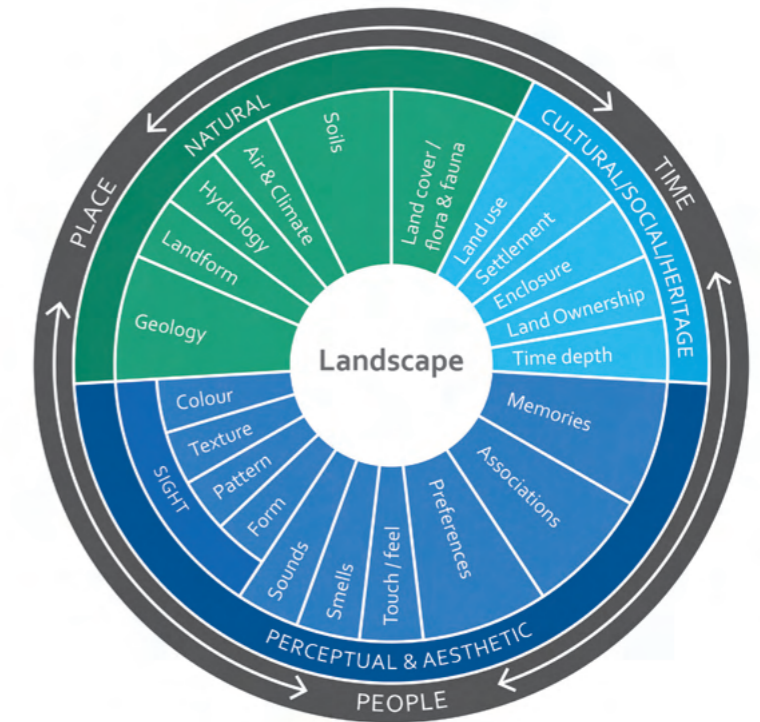 PLACE
TIME
PEOPLE
NATURAL
CULTURAL/SOCIAL/HERITAGE
PERCEPTUAL & AESTHETIC
Landscape
Geology
Landform
Hydrology
Air & Climate
Soils
Land cover /
flora & fauna
Land use
Settlement
Enclosure
Land Ownership
Time depth
Memories
Associations
Preferences
Touch / feel
Smells
Sounds
SIGHT
Form
Pattern
Texture
Colour